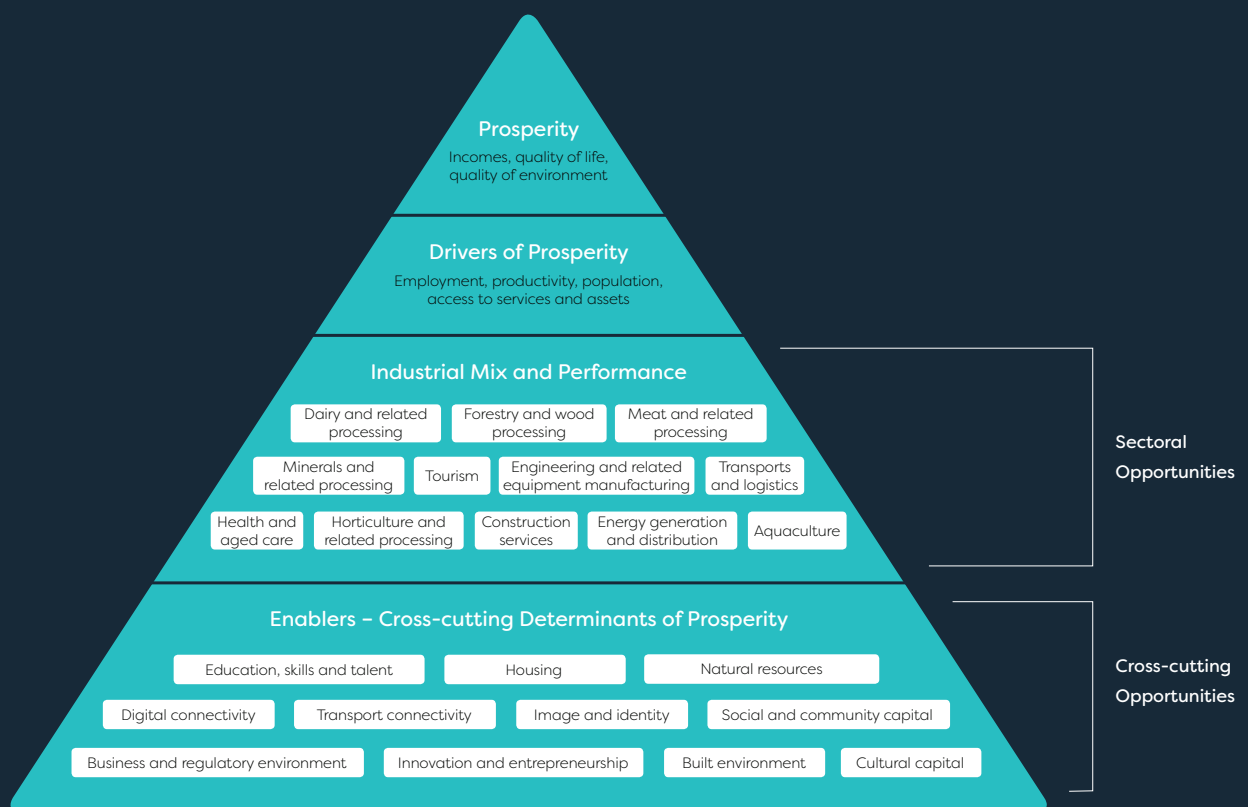 Prosperity
Incomes, quality of life,
quality of environment
Drivers of Prosperity
Employment, productivity, population,
access to services and assets
Industrial Mix and Performance
Dairy and related
processing
Forestry and wood
processing
Meat and related
processing
Minerals and
related processing
Tourism
Engineering and related
equipment manufacturing
Transports
and logistics
Health and
aged care
Horticulture and
related processing
Construction
services
Energy generation
and distribution
Aquaculture
Sectoral
Opportunities
Enablers – Cross-cutting Determinants of Prosperity
Education, skills and talent
Housing
Natural resources
Digital connectivity
Transport connectivity
Image and identity
Social and community capital
Business and regulatory environment
Innovation and entrepreneurship
Built environment
Cultural capital
Cross-cutting
Opportunities